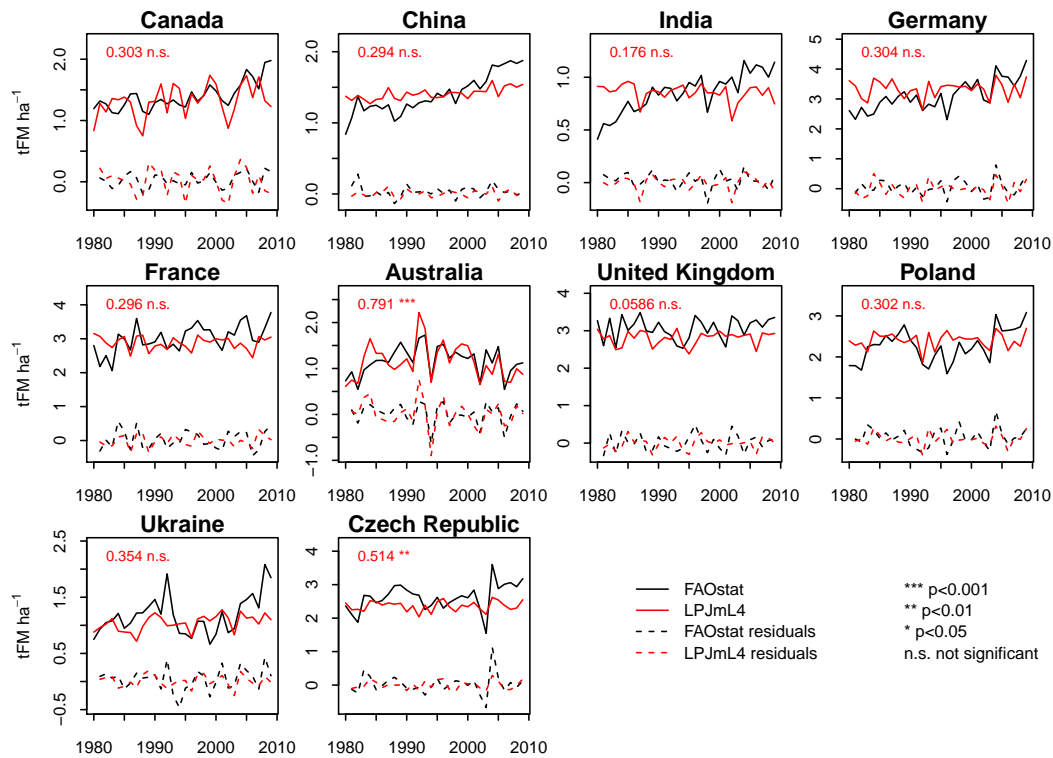 Canada
0.303 n.s.
tFM ha⁻¹
0.0
1.0
2.0
1980
1990
2000
2010
China
0.294 n.s.
0.0
1.0
2.0
1980
1990
2000
2010
India
0.176 n.s.
0.0
0.5
1.0
1980
1990
2000
2010
Germany
0.304 n.s.
0
1
2
3
4
5
1980
1990
2000
2010
France
0.296 n.s.
tFM ha⁻¹
0
1
2
3
4
1980
1990
2000
2010
Australia
0.791 ***
−1.0
0.0
1.0
2.0
1980
1990
2000
2010
United Kingdom
0.0586 n.s.
0
1
2
3
4
1980
1990
2000
2010
Poland
0.302 n.s.
0
1
2
3
4
1980
1990
2000
2010
Ukraine
0.354 n.s.
tFM ha⁻¹
−0.5
0.5
1.5
2.5
1980
1990
2000
2010
Czech Republic
0.514 **
0
1
2
3
4
1980
1990
2000
2010
FAOstat
LPJmL4
FAOstat residuals
LPJmL4 residuals
*** p<0.001
** p<0.01
* p<0.05
n.s. not significant